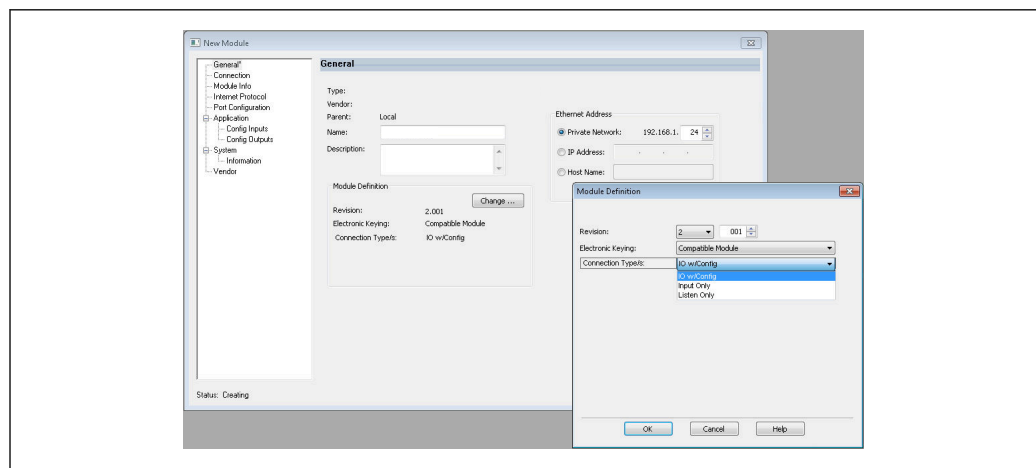 New Module
General*
Connection
Module Info
Internet Protocol
Port Configuration
Application
Config Inputs
Config Outputs
System
Information
Vendor
Status: Creating
General
Type:
Vendor:
Parent: Local
Name:
Description:
Module Definition
Change ...
Revision: 2.001
Electronic Keying: Compatible Module
Connection Type/s: IO w/Config
Ethernet Address
Private Network: 192.168.1. 24
IP Address: . . .
Host Name:
Module Definition
Revision: 2 001
Electronic Keying: Compatible Module
Connection Type/s: IO w/Config
IO w/Config
Input Only
Listen Only
OK Cancel Help